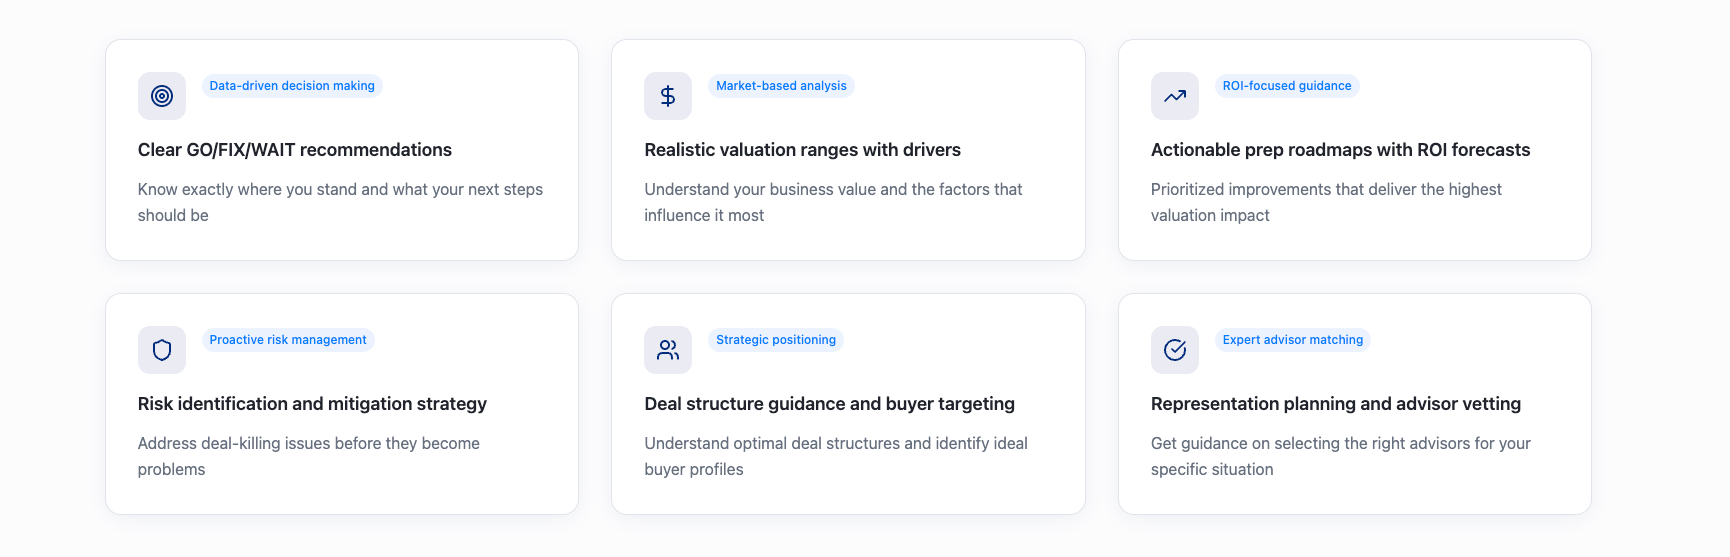 Data-driven decision making
Clear GO/FIX/WAIT recommendations
Know exactly where you stand and what your next steps
should be
Market-based analysis
Realistic valuation ranges with drivers
Understand your business value and the factors that
influence it most
ROI-focused guidance
Actionable prep roadmaps with ROI forecasts
Prioritized improvements that deliver the highest
valuation impact
Proactive risk management
Risk identification and mitigation strategy
Address deal-killing issues before they become
problems
Strategic positioning
Deal structure guidance and buyer targeting
Understand optimal deal structures and identify ideal
buyer profiles
Expert advisor matching
Representation planning and advisor vetting
Get guidance on selecting the right advisors for your
specific situation